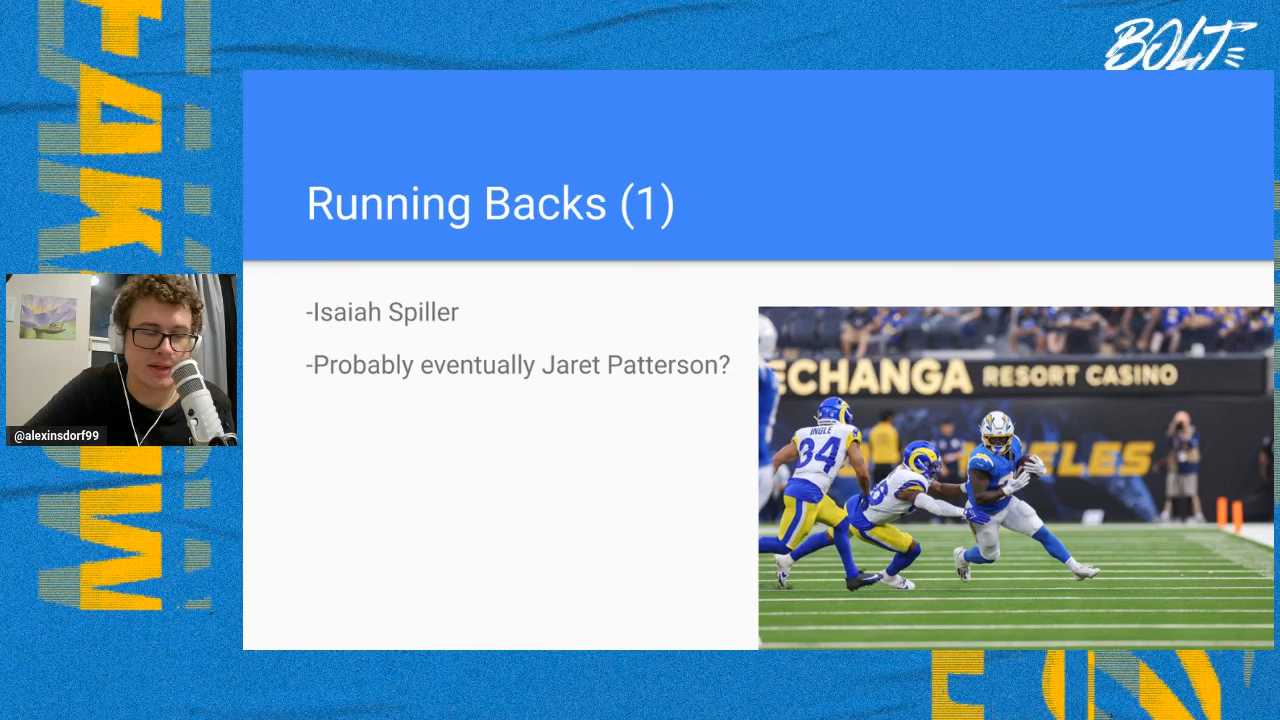 BOLT
Running Backs (1)
-Isaiah Spiller
-Probably eventually Jaret Patterson?
ECHANGA RESORT CASINO
INGLE
34
@alexinsdorf99